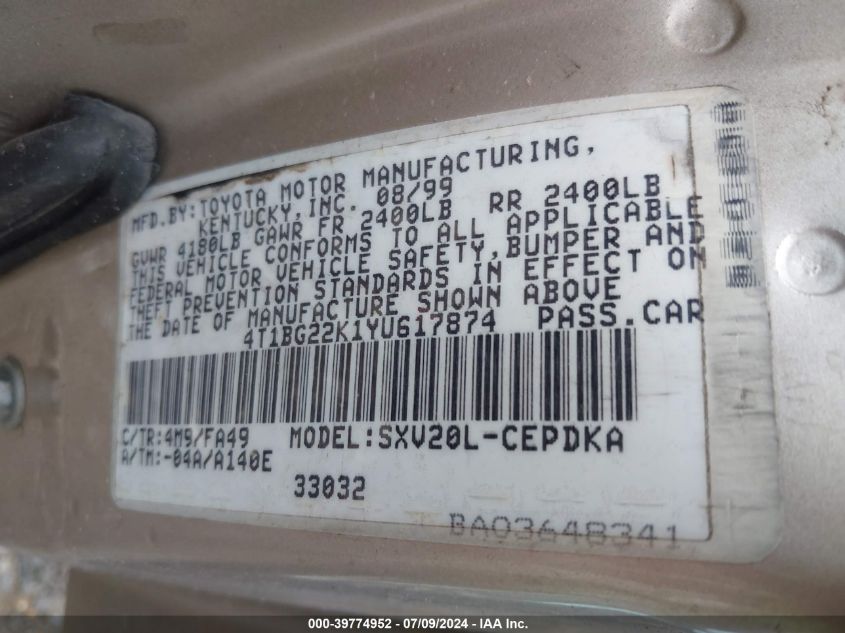 MFD.BY:TOYOTA MOTOR MANUFACTURING,
KENTUCKY,INC. 08/99
GVWR 4180LB GAWR FR 2400LB RR 2400LB
THIS VEHICLE CONFORMS TO ALL APPLICABLE
FEDERAL MOTOR VEHICLE SAFETY,BUMPER AND
THEFT PREVENTION STANDARDS IN EFFECT ON
THE DATE OF MANUFACTURE SHOWN ABOVE
4T1BG22K1YU617874 PASS.CAR
C/TR:4M9/FA49 MODEL:SXV20L-CEPDKA
A/TM:-04A/A140E
33032
BA03648341
000-39774952 - 07/09/2024 - IAA Inc.